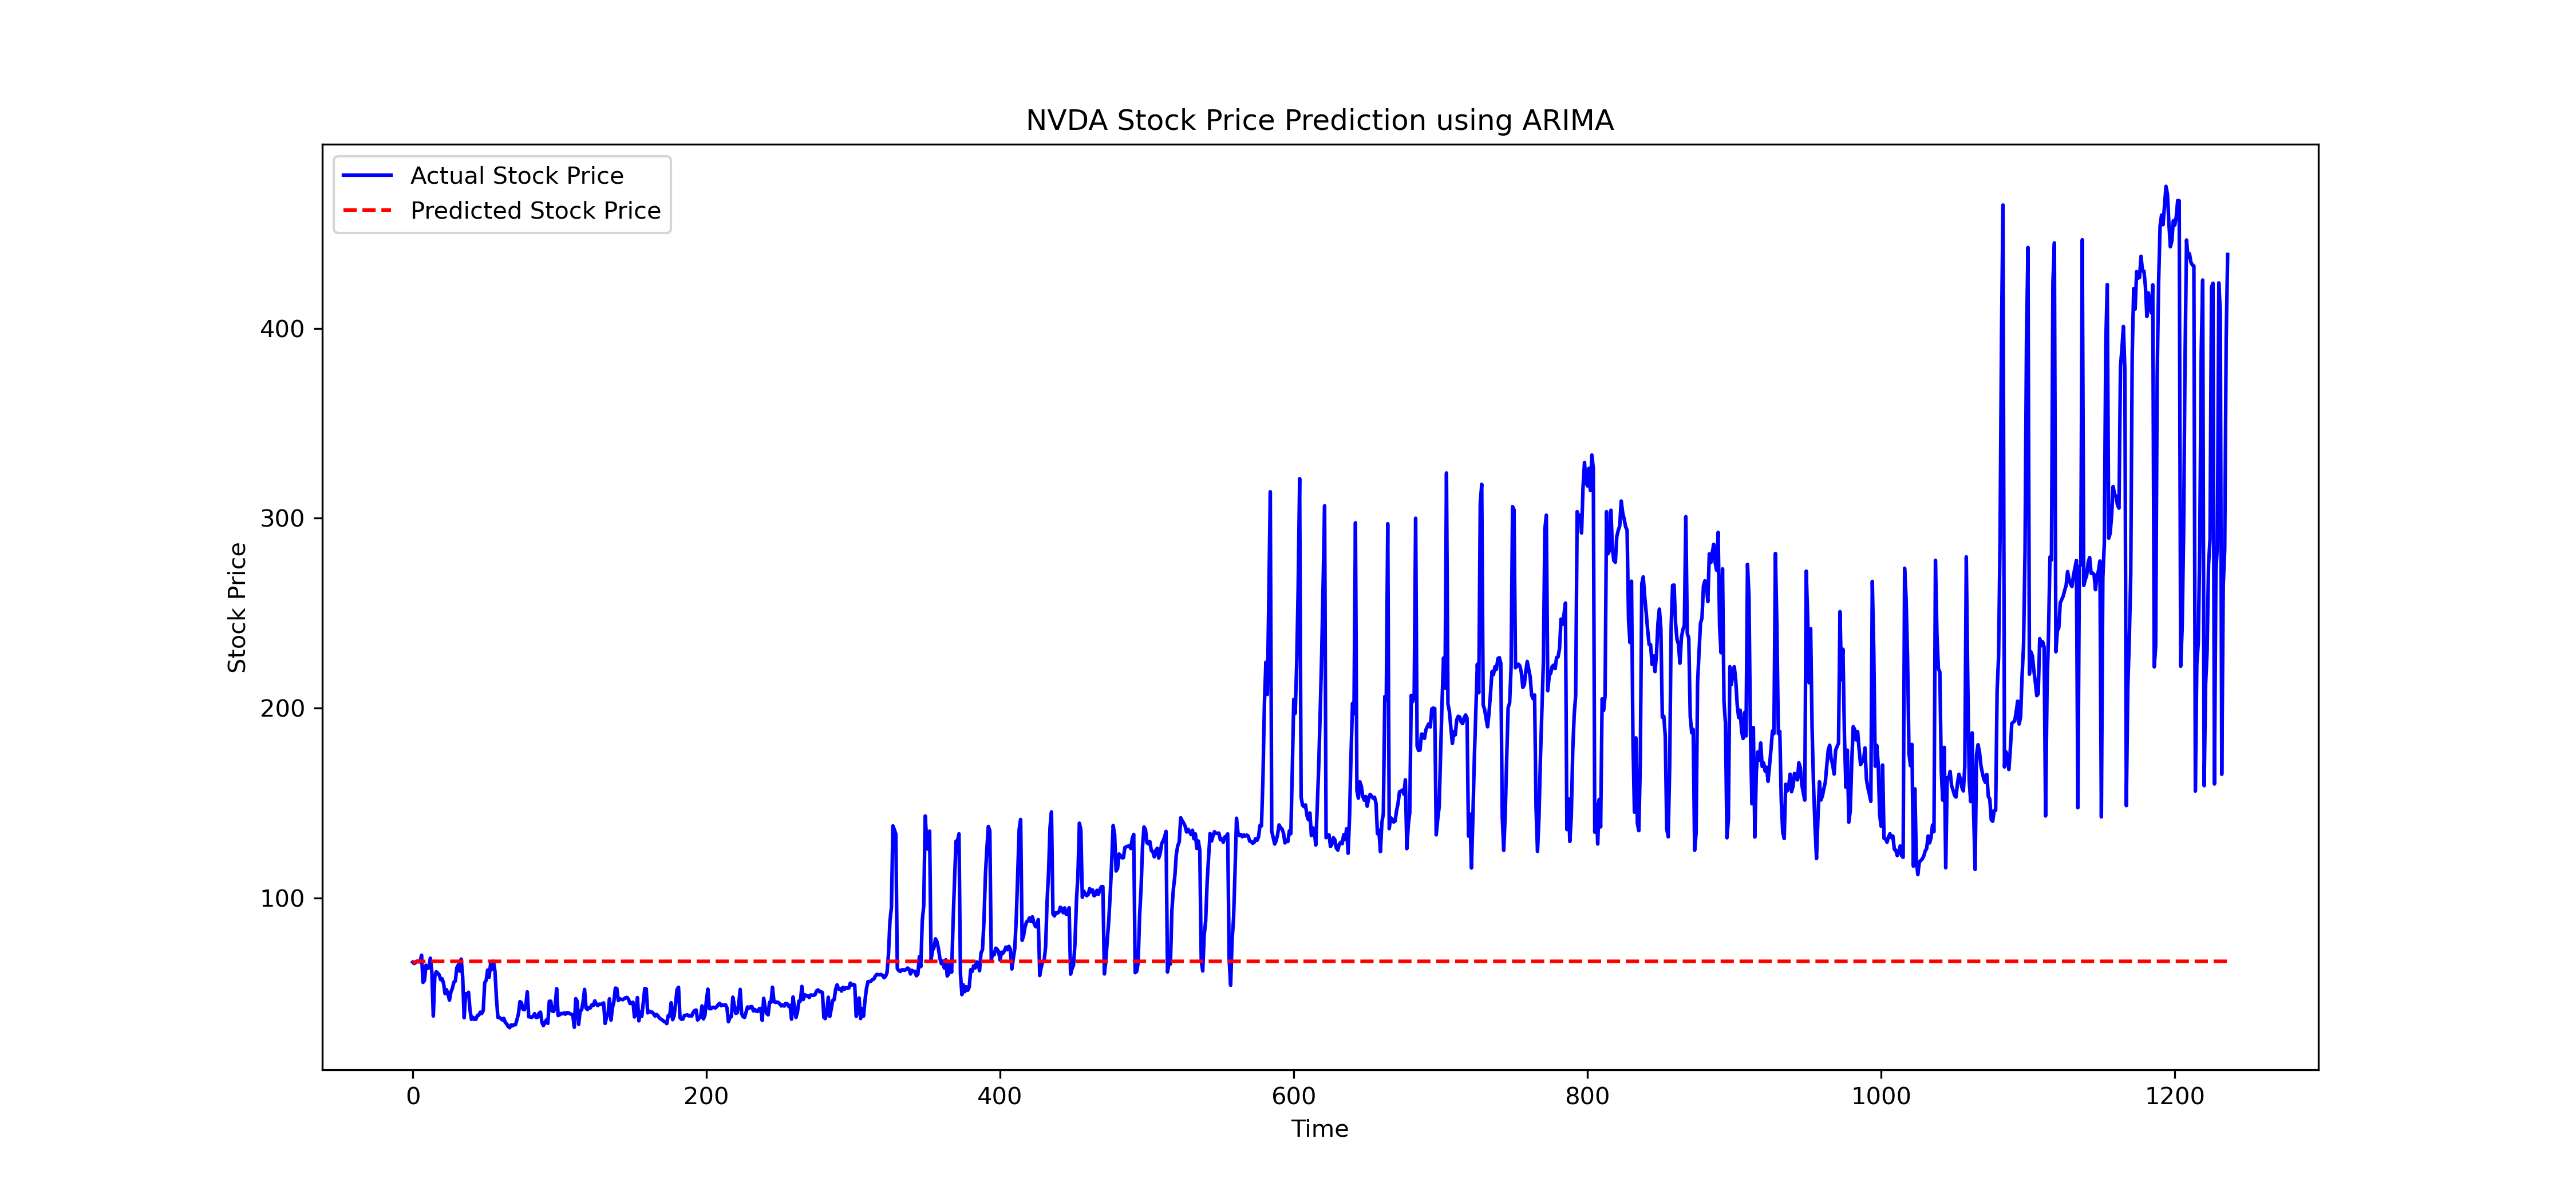 NVDA Stock Price Prediction using ARIMA
Actual Stock Price
Predicted Stock Price
Stock Price
400
300
200
100
0
200
400
600
800
1000
1200
Time